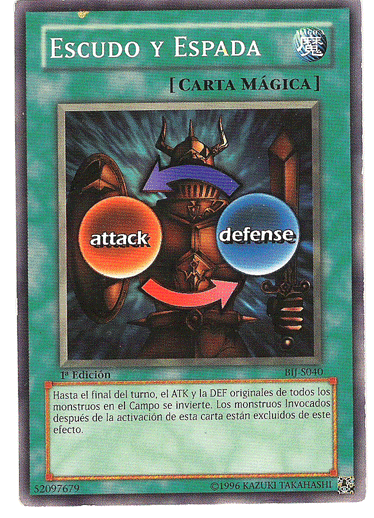 Escudo y Espada
魔
[Carta Mágica]
attack
defense
1ª Edición
BIJ-S040
Hasta el final del turno, el ATK y la DEF originales de todos los
monstruos en el Campo se invierte. Los monstruos Invocados
después de la activación de esta carta están excluidos de este
efecto.
52097679
©1996 KAZUKI TAKAHASHI